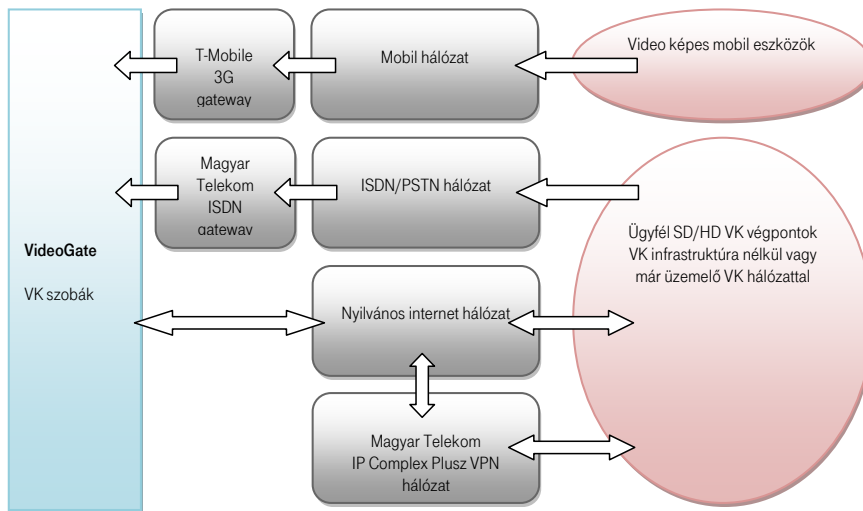 T-Mobile
3G
gateway
Mobil hálózat
Video képes mobil eszközök
Magyar
Telekom
ISDN
gateway
ISDN/PSTN hálózat
Ügyfél SD/HD VK végpontok
VK infrastruktúra nélkül vagy
már üzemelő VK hálózattal
VideoGate
VK szobák
Nyilvános internet hálózat
Magyar Telekom
IP Complex Plusz VPN
hálózat